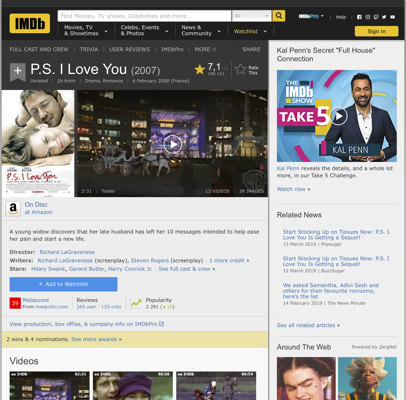 IMDb
Find Movies, TV shows, Celebrities and more...
All
IMDbPro
Help
Movies, TV & Showtimes
Celebs, Events & Photos
News & Community
Watchlist
Sign in
FULL CAST AND CREW | TRIVIA | USER REVIEWS | IMDbPro | MORE
SHARE
P.S. I Love You (2007)
Unrated | 2h 6min | Drama, Romance | 6 February 2008 (France)
7,1
Rate This
P.S. I Love You
2:31 | Trailer
13 VIDEOS | 39 IMAGES
On Disc
at Amazon
A young widow discovers that her late husband has left her 10 messages intended to help ease
her pain and start a new life.
Director: Richard LaGravenese
Writers: Richard LaGravenese (screenplay), Steven Rogers (screenplay) | 1 more credit »
Stars: Hilary Swank, Gerard Butler, Harry Connick Jr. | See full cast & crew »
+ Add to Watchlist
39
Metascore
From metacritic.com
Reviews
265 user | 133 critic
Popularity
2 281
View production, box office, & company info on IMDbPro
2 wins & 4 nominations. See more awards »
Videos
Kal Penn's Secret "Full House"
Connection
THE IMDb SHOW
TAKE 5
KAL PENN
Kal Penn reveals the details, and a whole lot
more, in our Take 5 Challenge.
Watch now »
Related News
Start Stocking Up on Tissues Now: P.S. I
Love You Is Getting a Sequel!
13 March 2019 | Popsugar
Start Stocking Up on Tissues Now: P.S. I
Love You Is Getting a Sequel!
12 March 2019 | BuzzSugar
We asked Samantha, Adivi Sesh and
others for their favourite romcoms,
here's the list
14 February 2019 | The News Minute
See all related articles »
Around The Web
Powered by ZergNet